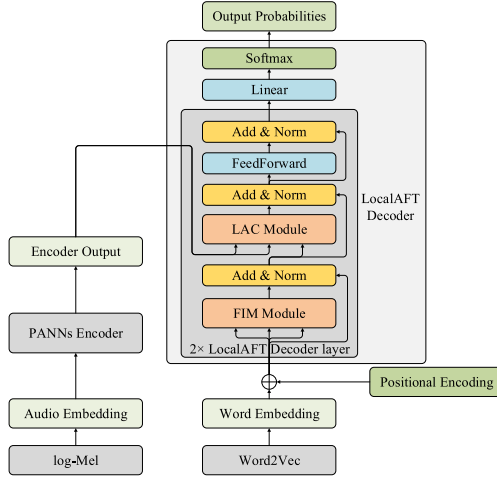 Output Probabilities
Softmax
Linear
Add & Norm
FeedForward
Add & Norm
LocalAFT
Decoder
LAC Module
Encoder Output
Add & Norm
FIM Module
PANNs Encoder
2× LocalAFT Decoder layer
Positional Encoding
Audio Embedding
Word Embedding
log-Mel
Word2Vec